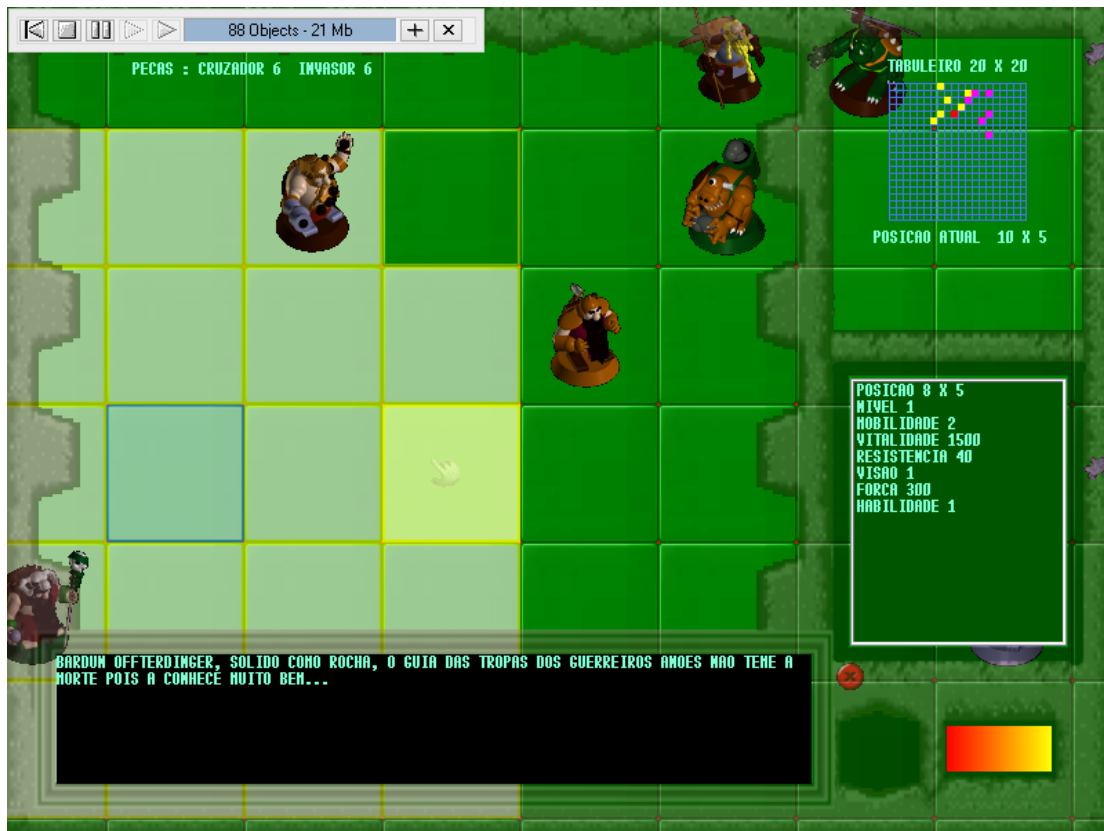 88 Objects - 21 Mb
PECAS : CRUZADOR 6 INVASOR 6
TABULEIRO 20 X 20
POSICAO ATUAL 10 X 5
POSICAO 8 X 5
NIVEL 1
MOBILIDADE 2
VITALIDADE 1500
RESISTENCIA 40
VISAO 1
FORCA 300
HABILIDADE 1
BARDUM OFFTERDINGER, SOLIDO COMO ROCHA, O GUIA DAS TROPAS DOS GUERREIROS ANOES NAO TEME A
MORTE POIS A CONHECE MUITO BEM...